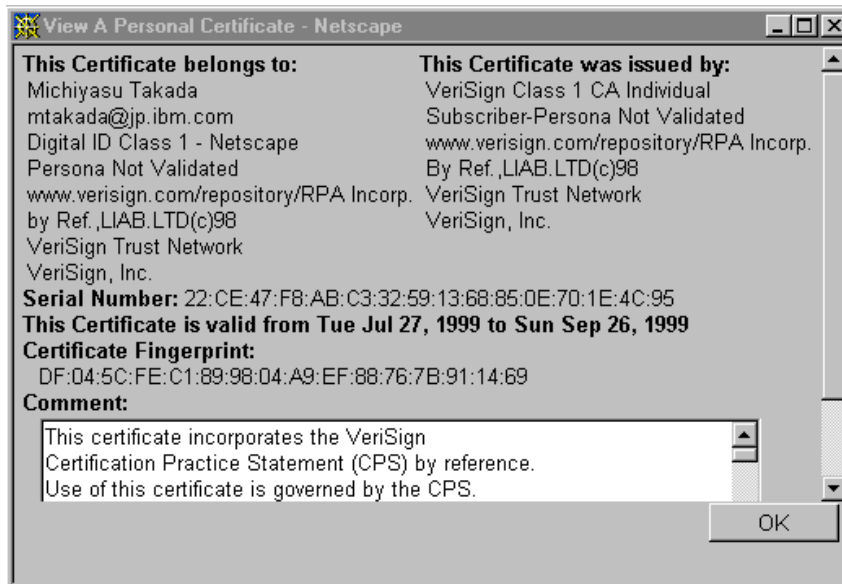 View A Personal Certificate - Netscape
This Certificate belongs to:
Michiyasu Takada
mtakada@jp.ibm.com
Digital ID Class 1 - Netscape
Persona Not Validated
www.verisign.com/repository/RPA Incorp.
by Ref.,LIAB.LTD(c)98
VeriSign Trust Network
VeriSign, Inc.
This Certificate was issued by:
VeriSign Class 1 CA Individual
Subscriber-Persona Not Validated
www.verisign.com/repository/RPA Incorp.
By Ref.,LIAB.LTD(c)98
VeriSign Trust Network
VeriSign, Inc.
Serial Number: 22:CE:47:F8:AB:C3:32:59:13:68:85:0E:70:1E:4C:95
This Certificate is valid from Tue Jul 27, 1999 to Sun Sep 26, 1999
Certificate Fingerprint:
DF:04:5C:FE:C1:89:98:04:A9:EF:88:76:7B:91:14:69
Comment:
This certificate incorporates the VeriSign
Certification Practice Statement (CPS) by reference.
Use of this certificate is governed by the CPS.
OK